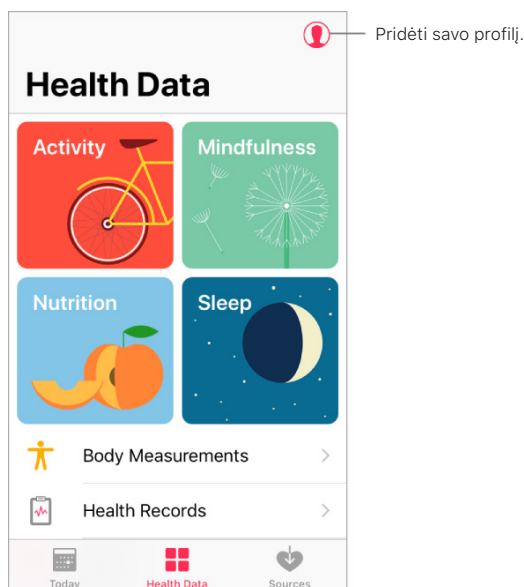 Pridėti savo profilį.
Health Data
Activity
Mindfulness
Nutrition
Sleep
Body Measurements
Health Records
Today
Health Data
Sources